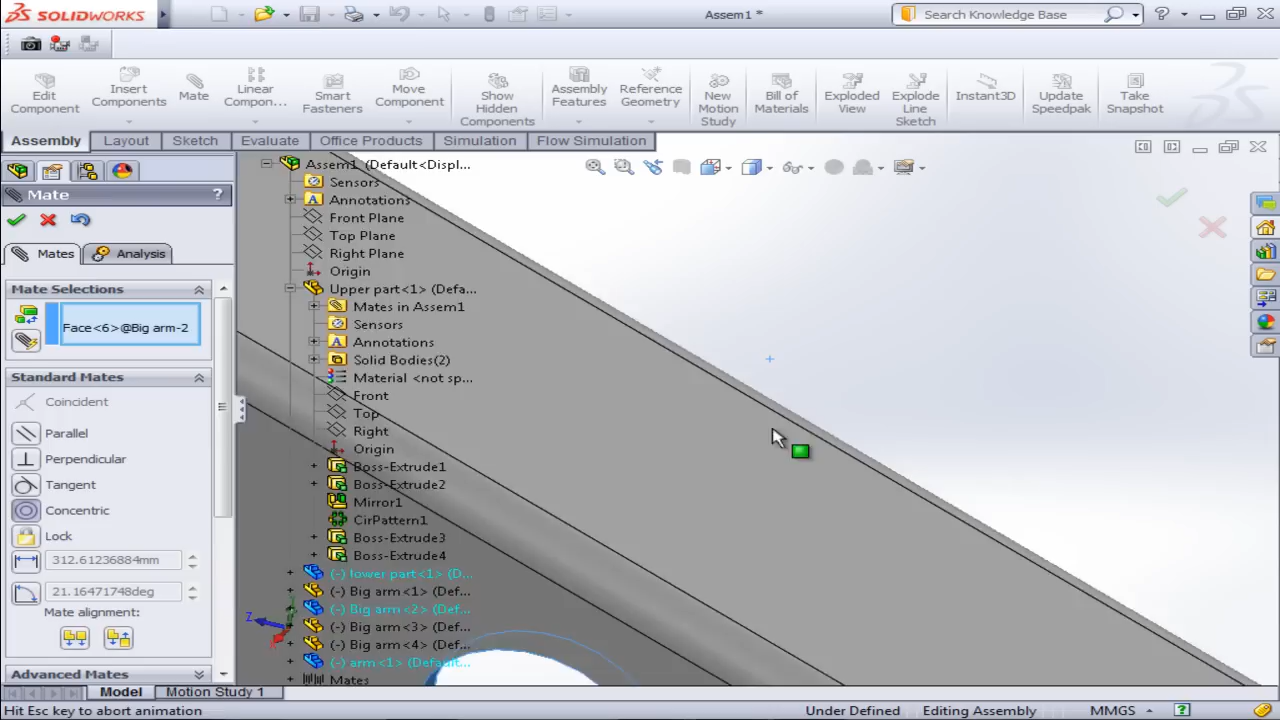 SOLIDWORKS
Assem1 *
Search Knowledge Base
Edit Component
Insert Components
Mate
Linear Compon...
Smart Fasteners
Move Component
Show Hidden Components
Assembly Features
Reference Geometry
New Motion Study
Bill of Materials
Exploded View
Explode Line Sketch
Instant3D
Update Speedpak
Take Snapshot
Assembly
Layout
Sketch
Evaluate
Office Products
Simulation
Flow Simulation
Mate
?
Mates
Analysis
Mate Selections
Face<6>@Big arm-2
Standard Mates
Coincident
Parallel
Perpendicular
Tangent
Concentric
Lock
312.61236884mm
21.16471748deg
Mate alignment:
Advanced Mates
Assem1 (Default<Displ...
Sensors
Annotations
Front Plane
Top Plane
Right Plane
Origin
Upper part<1> (Defa...
Mates in Assem1
Sensors
Annotations
Solid Bodies(2)
Material <not sp...
Front
Top
Right
Origin
Boss-Extrude1
Boss-Extrude2
Mirror1
CirPattern1
Boss-Extrude3
Boss-Extrude4
(-) lower part<1> (D...
(-) Big arm<1> (Def...
(-) Big arm<2> (Def...
(-) Big arm<3> (Def...
(-) Big arm<4> (Def...
(-) arm<1> (Default...
Mates
Z
X
Model
Motion Study 1
Hit Esc key to abort animation
Under Defined
Editing Assembly
MMGS